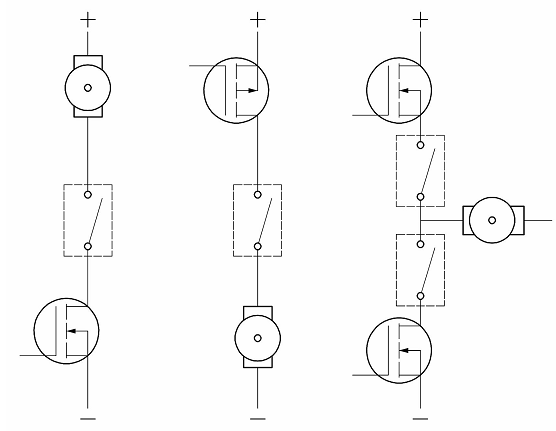 + + +
− − −